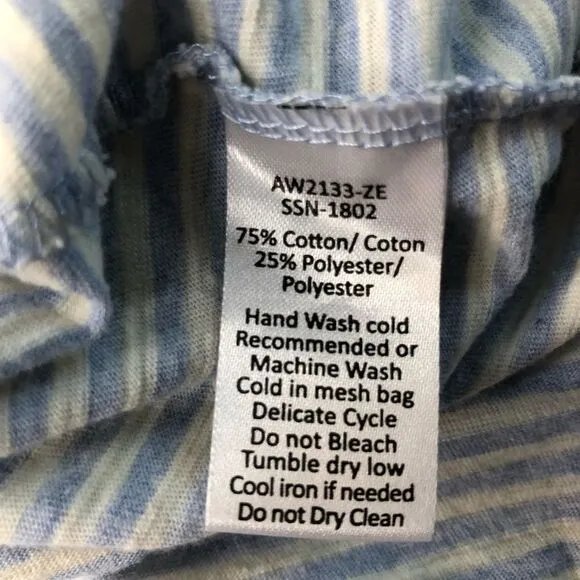 AW2133-ZE
SSN-1802
75% Cotton/ Coton
25% Polyester/
Polyester
Hand Wash cold
Recommended or
Machine Wash
Cold in mesh bag
Delicate Cycle
Do not Bleach
Tumble dry low
Cool iron if needed
Do not Dry Clean